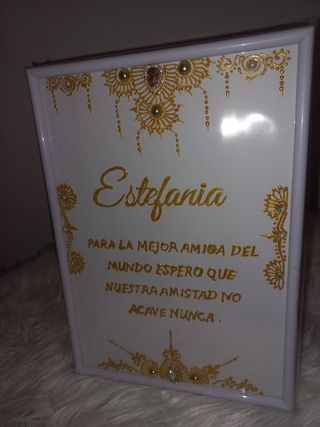 Estefania
PARA LA MEJOR AMIGA DEL
MUNDO ESPERO QUE
NUESTRA AMISTAD NO
ACAVE NUNCA.